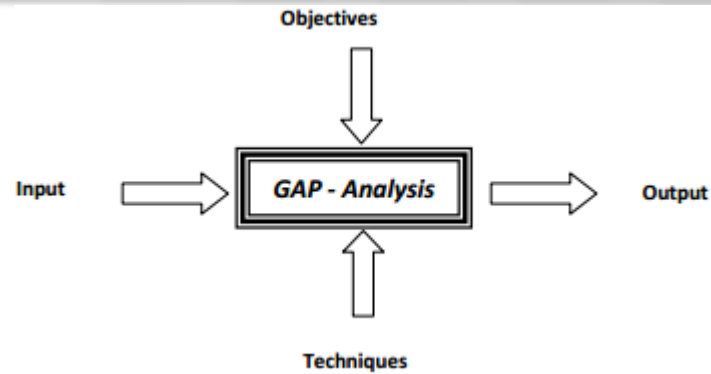 Objectives
Input
GAP - Analysis
Output
Techniques